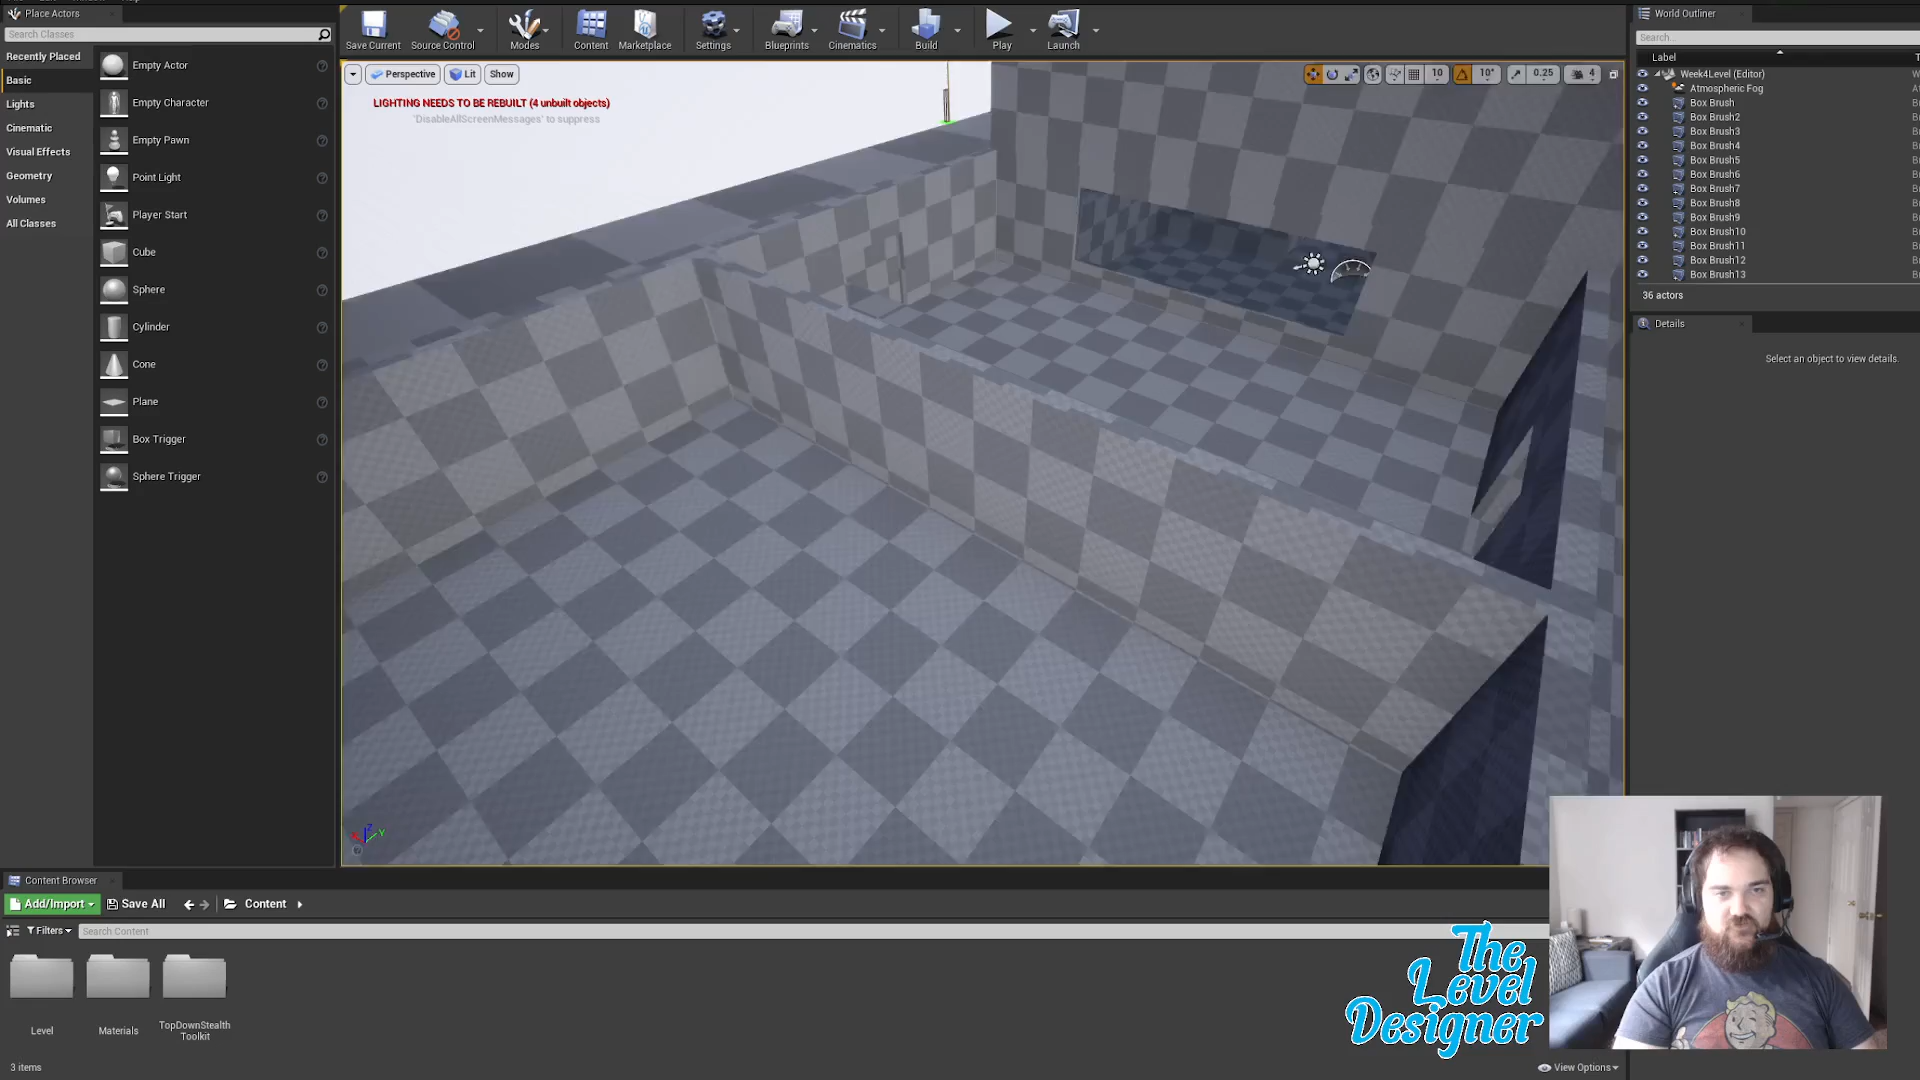 Place Actors
Search Classes
Recently Placed
Basic
Lights
Cinematic
Visual Effects
Geometry
Volumes
All Classes
Empty Actor
Empty Character
Empty Pawn
Point Light
Player Start
Cube
Sphere
Cylinder
Cone
Plane
Box Trigger
Sphere Trigger
Save Current
Source Control
Modes
Content
Marketplace
Settings
Blueprints
Cinematics
Build
Play
Launch
Perspective
Lit
Show
10
10°
0.25
4
LIGHTING NEEDS TO BE REBUILT (4 unbuilt objects)
'DisableAllScreenMessages' to suppress
Z
Y
World Outliner
Search...
Label
Week4Level (Editor)
Atmospheric Fog
Box Brush
Box Brush2
Box Brush3
Box Brush4
Box Brush5
Box Brush6
Box Brush7
Box Brush8
Box Brush9
Box Brush10
Box Brush11
Box Brush12
Box Brush13
36 actors
Details
Select an object to view details.
Content Browser
Add/Import
Save All
Content
Filters
Search Content
Level
Materials
TopDownStealth
Toolkit
3 items
View Options
The
Level
Designer